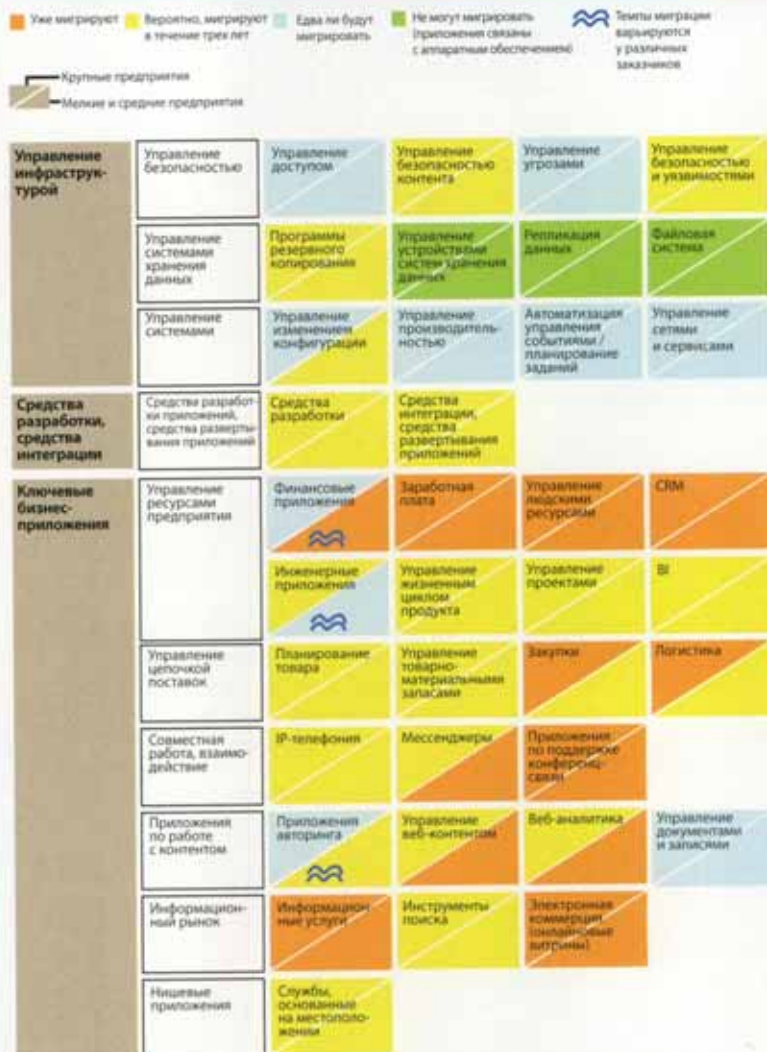 Уже мигрируют
Вероятно, мигрируют
в течение трех лет
Едва ли будут
мигрировать
Не могут мигрировать
(приложения связаны
с аппаратным обеспечением)
Темпы миграции
варьируются
у различных
заказчиков
Крупные предприятия
Мелкие и средние предприятия
Управление
инфраструк-
турой
Управление
безопасностью
Управление
доступом
Управление
безопасностью
контента
Управление
угрозами
Управление
безопасностью
и уязвимостями
Управление
системами
хранения
данных
Программы
резервного
копирования
Управление
устройствами
систем хранения
данных
Репликация
данных
Файловая
система
Управление
системами
Управление
изменением
конфигурации
Управление
производитель-
ностью
Автоматизация
управления
событиями /
планирование
заданий
Управление
сетями
и сервисами
Средства
разработки,
средства
интеграции
Средства разработ-
ки приложений,
средства разверты-
вания приложений
Средства
разработки
Средства
интеграции,
средства
развертывания
приложений
Ключевые
бизнес-
приложения
Управление
ресурсами
предприятия
Финансовые
приложения
Заработная
плата
Управление
людскими
ресурсами
CRM
Инженерные
приложения
Управление
жизненным
циклом
продукта
Управление
проектами
BI
Управление
цепочкой
поставок
Планирование
товара
Управление
товарно-
материальными
запасами
Закупки
Логистика
Совместная
работа, взаимо-
действие
IP-телефония
Мессенджеры
Приложения
по поддержке
конференц-
связи
Приложения
по работе
с контентом
Приложения
авторинга
Управление
веб-контентом
Веб-аналитика
Управление
документами
и записями
Информацион-
ный рынок
Информацион-
ные услуги
Инструменты
поиска
Электронная
коммерция
(онлайновые
витрины)
Нишевые
приложения
Службы,
основанные
на местополо-
жении